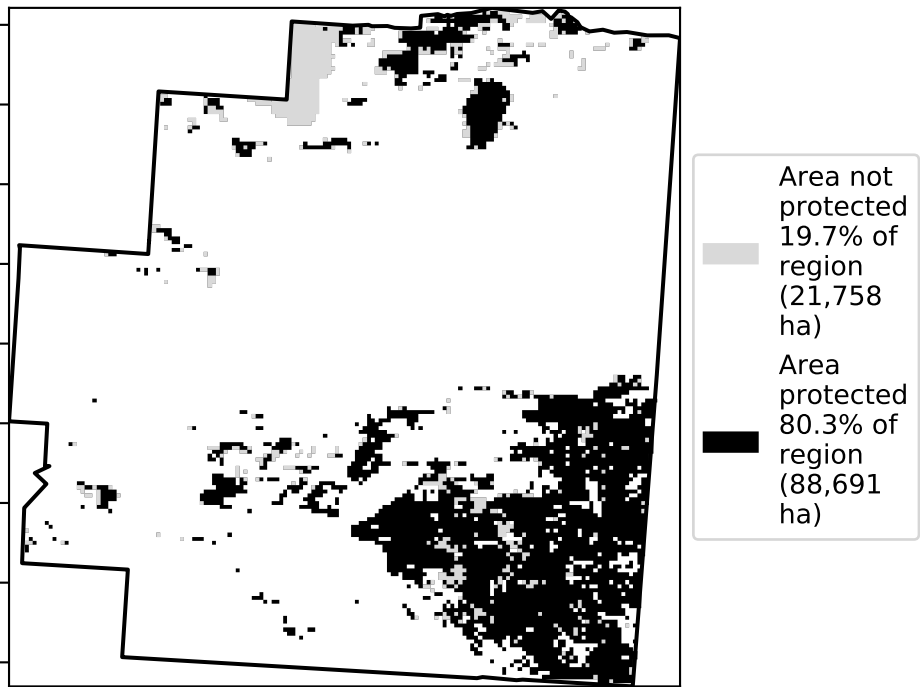 Area not
protected
19.7% of
region
(21,758
ha)
Area
protected
80.3% of
region
(88,691
ha)